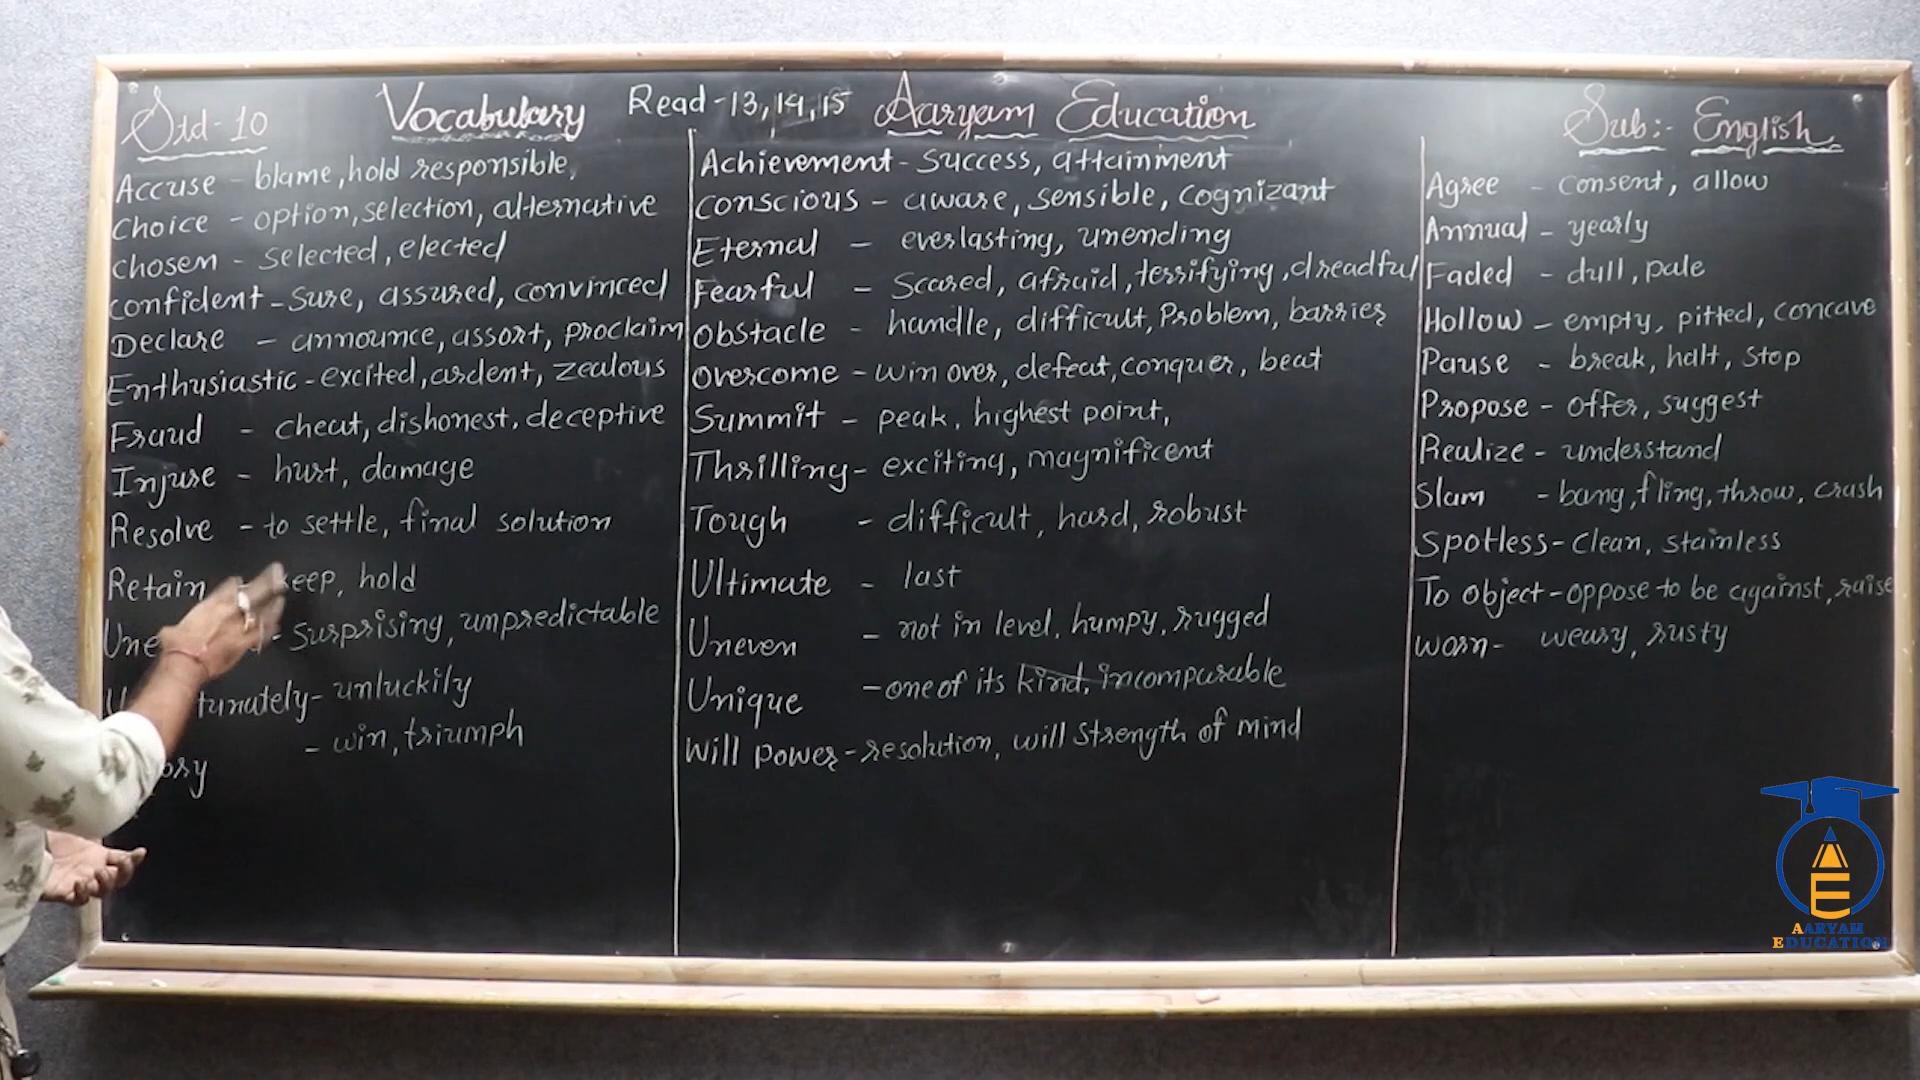 Std-10 Vocabulary Read-13,14,15 Aaryam Education Sub:- English
Accuse - blame, hold responsible,
Choice - option, selection, alternative
Chosen - selected, elected
Confident - sure, assured, convinced
Declare - announce, assort, proclaim
Enthusiastic - excited, ardent, zealous
Fraud - cheat, dishonest, deceptive
Injure - hurt, damage
Resolve - to settle, final solution
Retain - keep, hold
- surprising, unpredictable
- unluckily
- win, triumph
Achievement - success, attainment
Conscious - aware, sensible, cognizant
Eternal - everlasting, unending
Fearful - scared, afraid, terrifying, dreadful
Obstacle - handle, difficult, Problem, barrier
Overcome - win over, defeat, conquer, beat
Summit - peak, highest point,
Thrilling - exciting, magnificent
Tough - difficult, hard, robust
Ultimate - last
Uneven - not in level, humpy, rugged
Unique - one of its kind, incomparable
Will power - resolution, will strength of mind
Agree - consent, allow
Annual - yearly
Faded - dull, pale
Hollow - empty, pitted, concave
Pause - break, halt, stop
Propose - offer, suggest
Realize - understand
Slam - bang, fling, throw, crash
Spotless - clean, stainless
To object - oppose to be against, raise
Worn - weary, rusty
AARYAM
EDUCATION